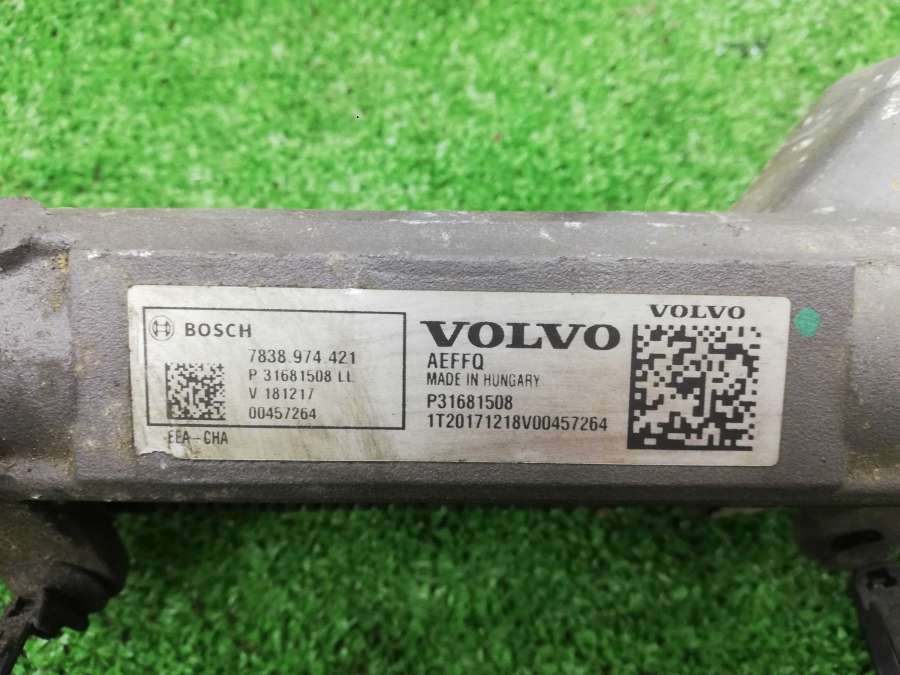 BOSCH
7838.974.421
P 31681508 LL
V 181217
00457264
EEA-CHA
VOLVO
AEFFQ
MADE IN HUNGARY
P31681508
1T20171218V00457264
VOLVO